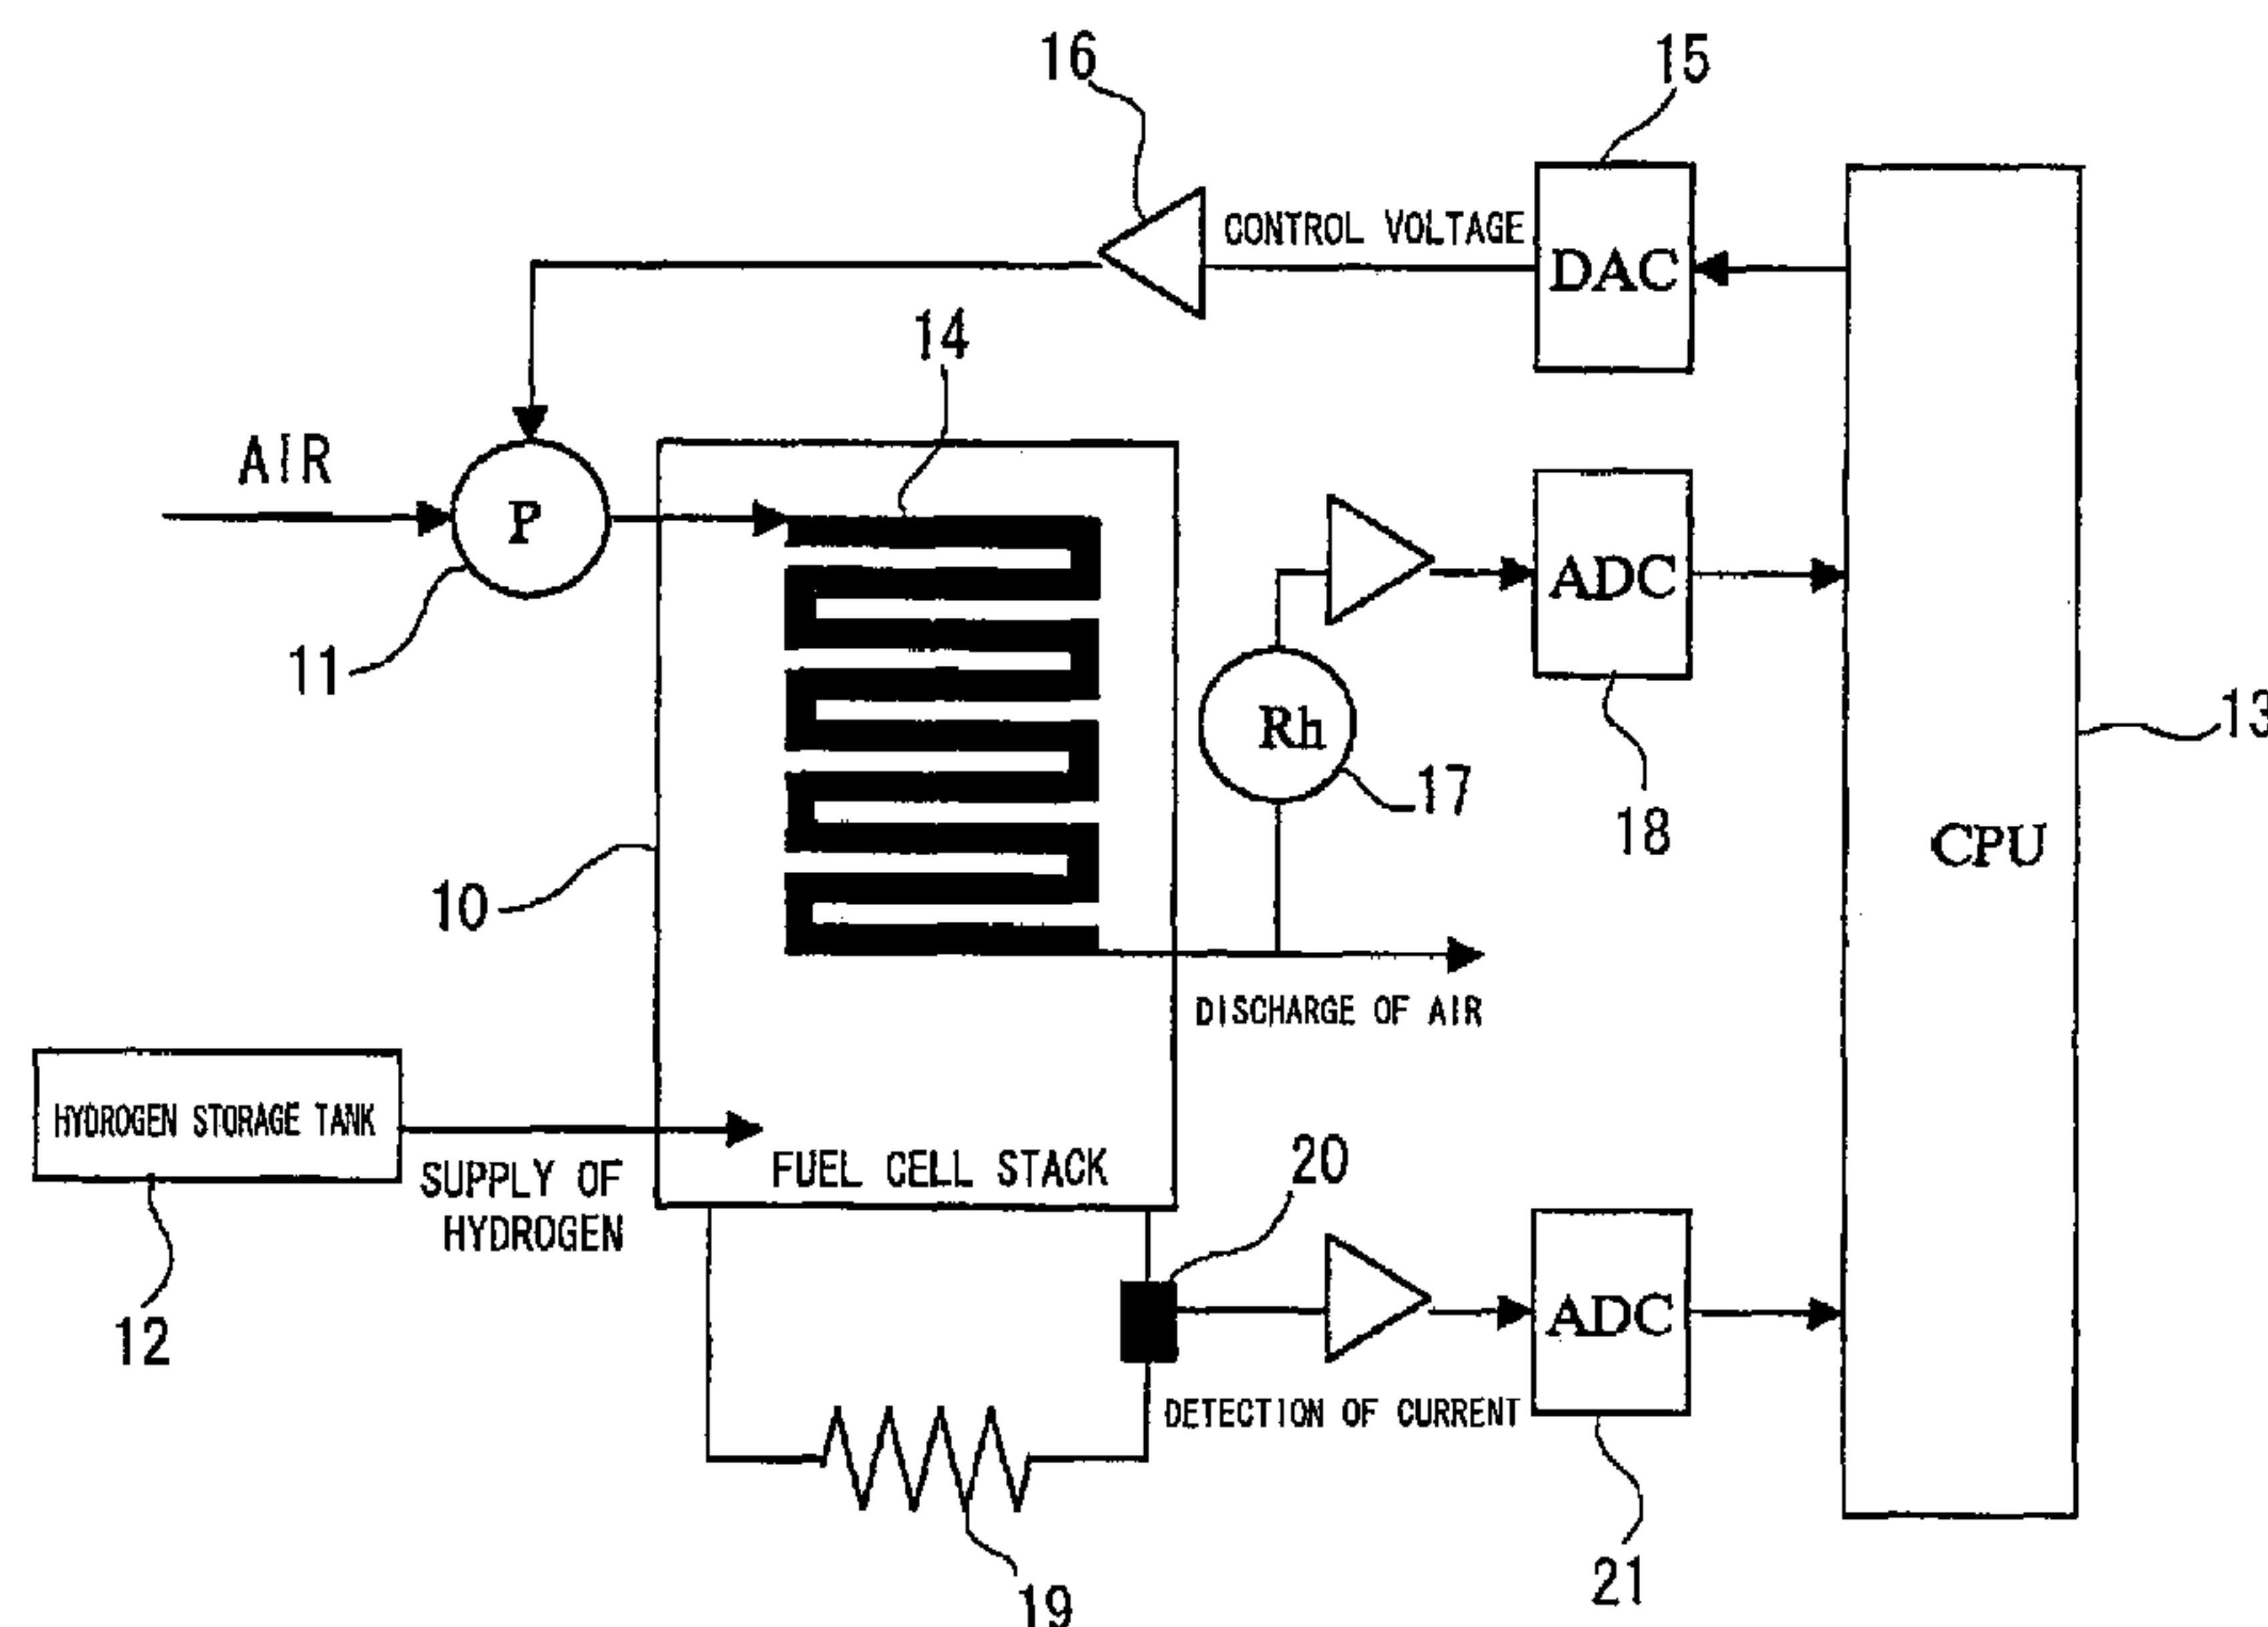 16
15
CONTROL VOLTAGE
DAC
14
AIR
P
ADC
11
Rh
13
17
18
CPU
10
DISCHARGE OF AIR
HYDROGEN STORAGE TANK
20
SUPPLY OF
HYDROGEN
FUEL CELL STACK
12
ADC
DETECTION OF CURRENT
21
19